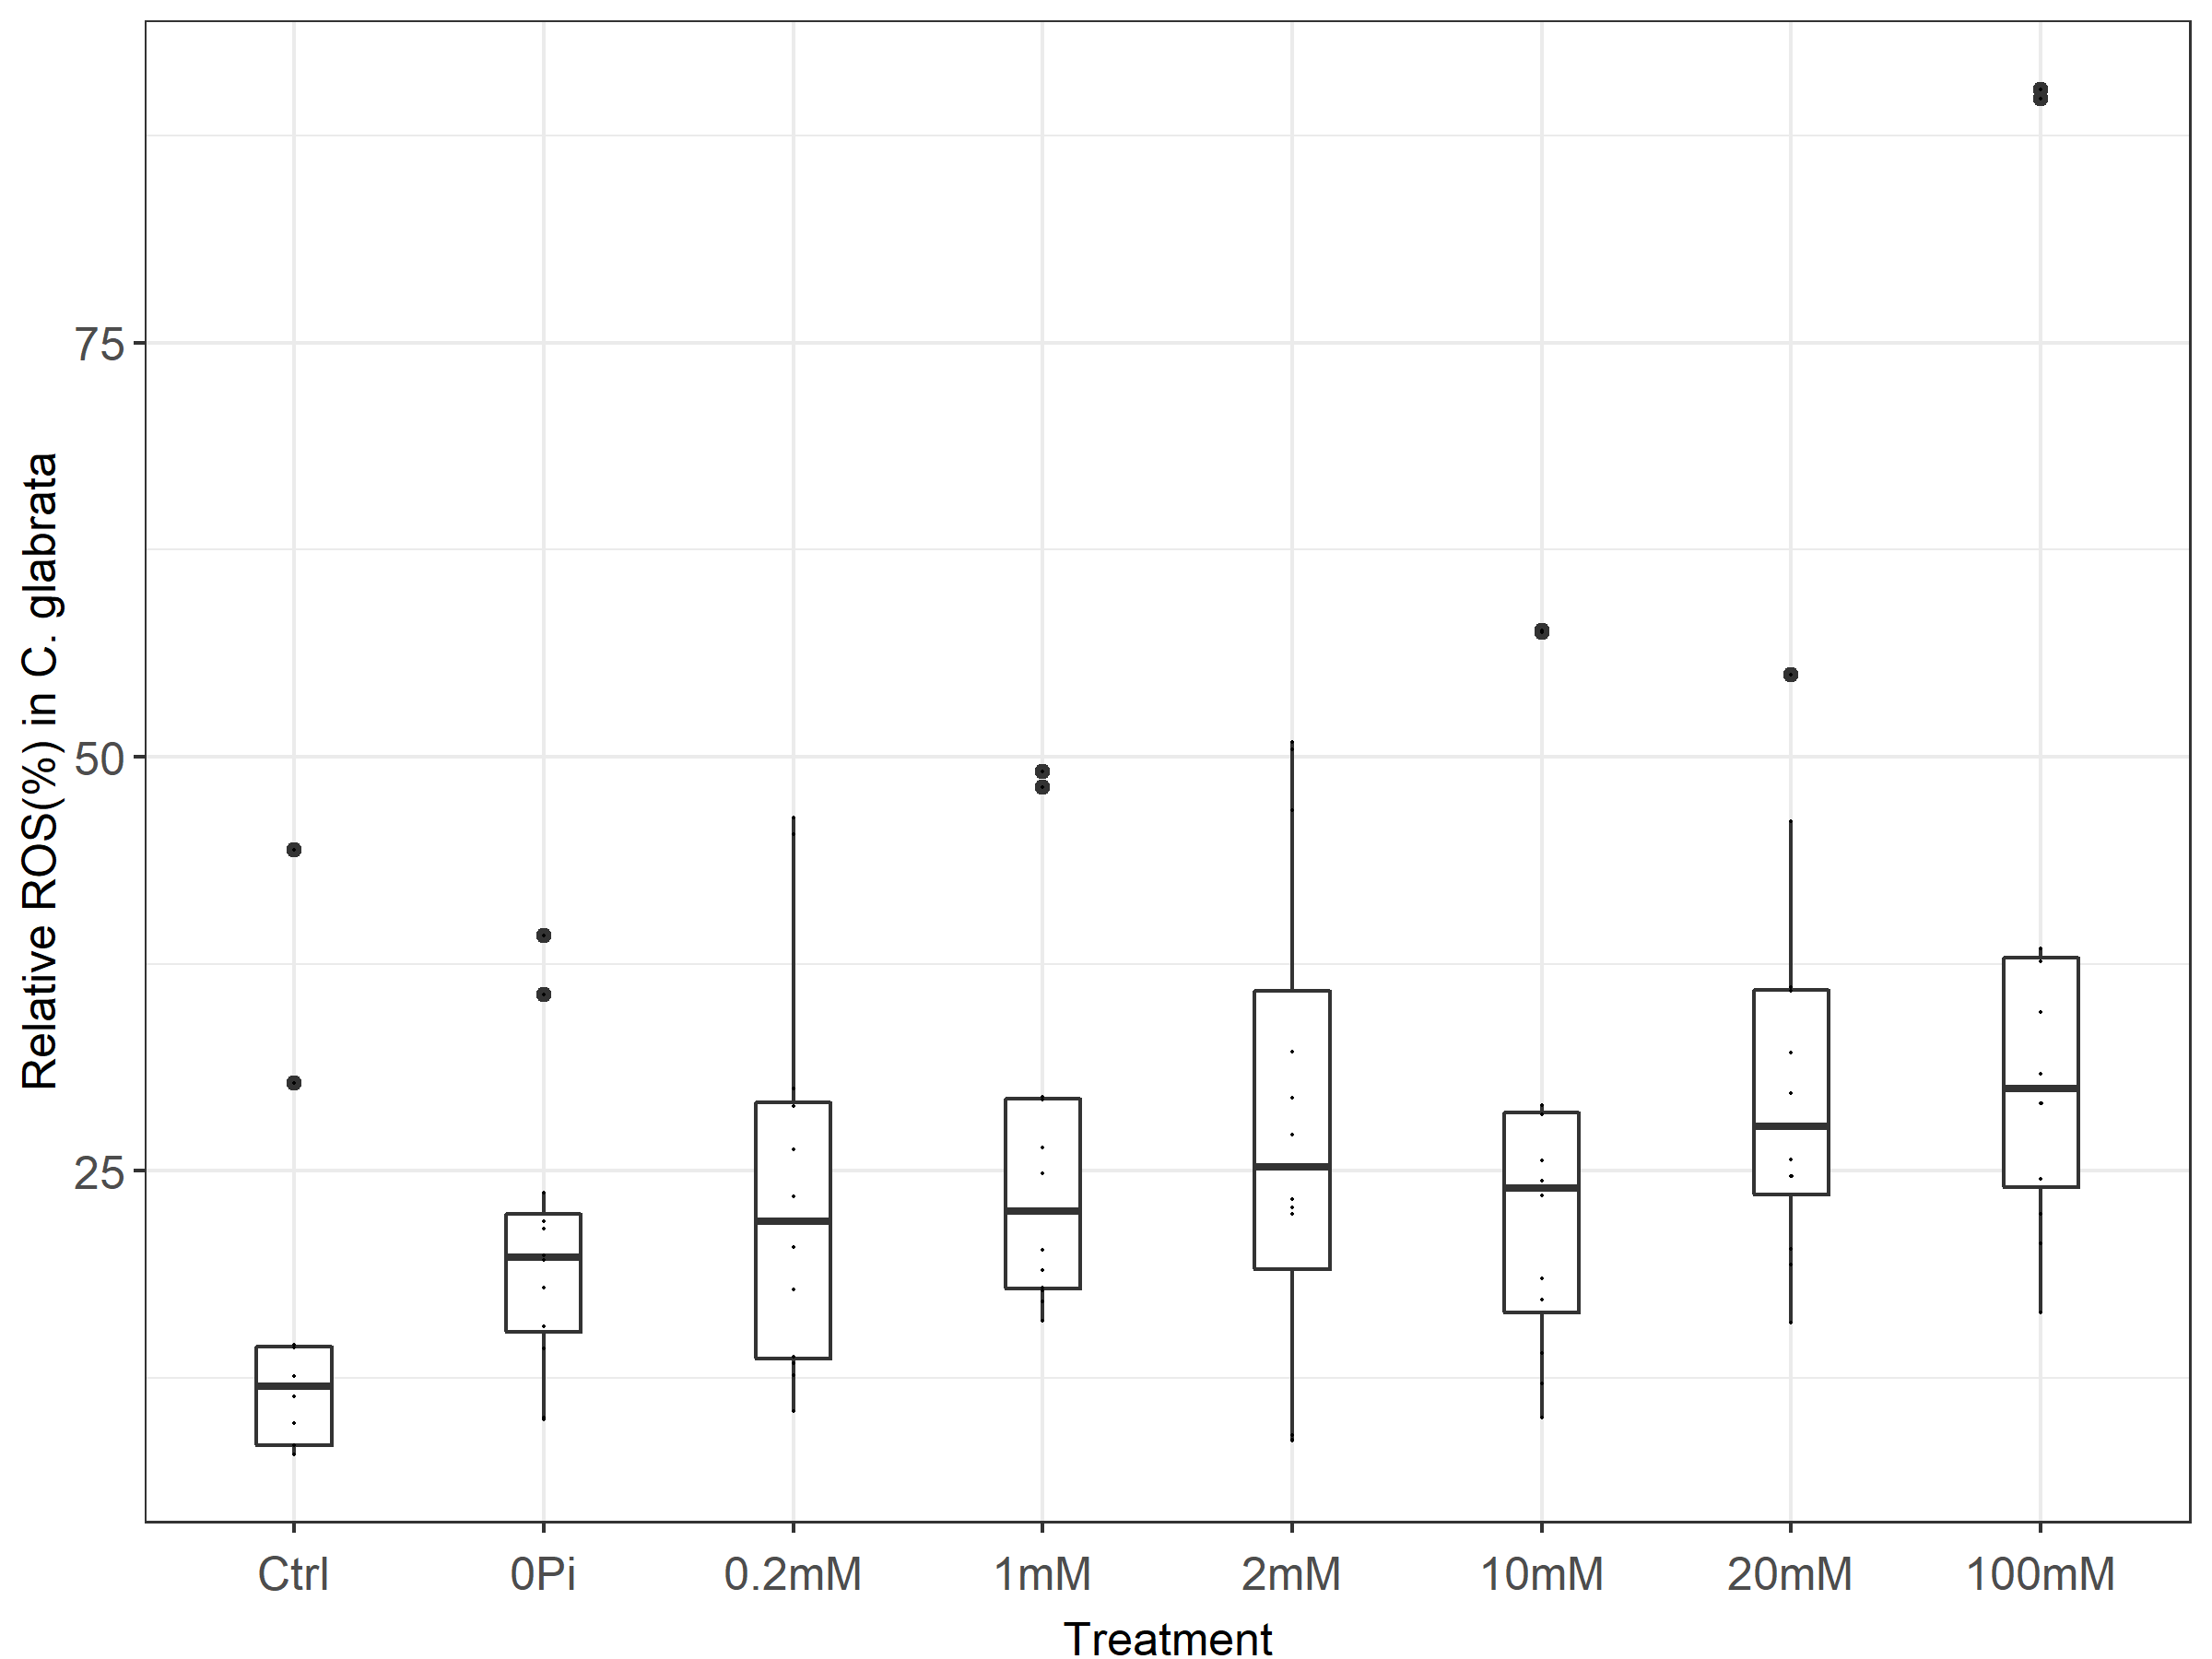 Relative ROS(%) in C. glabrata
75
50
25
Ctrl 0Pi 0.2mM 1mM 2mM 10mM 20mM 100mM
Treatment